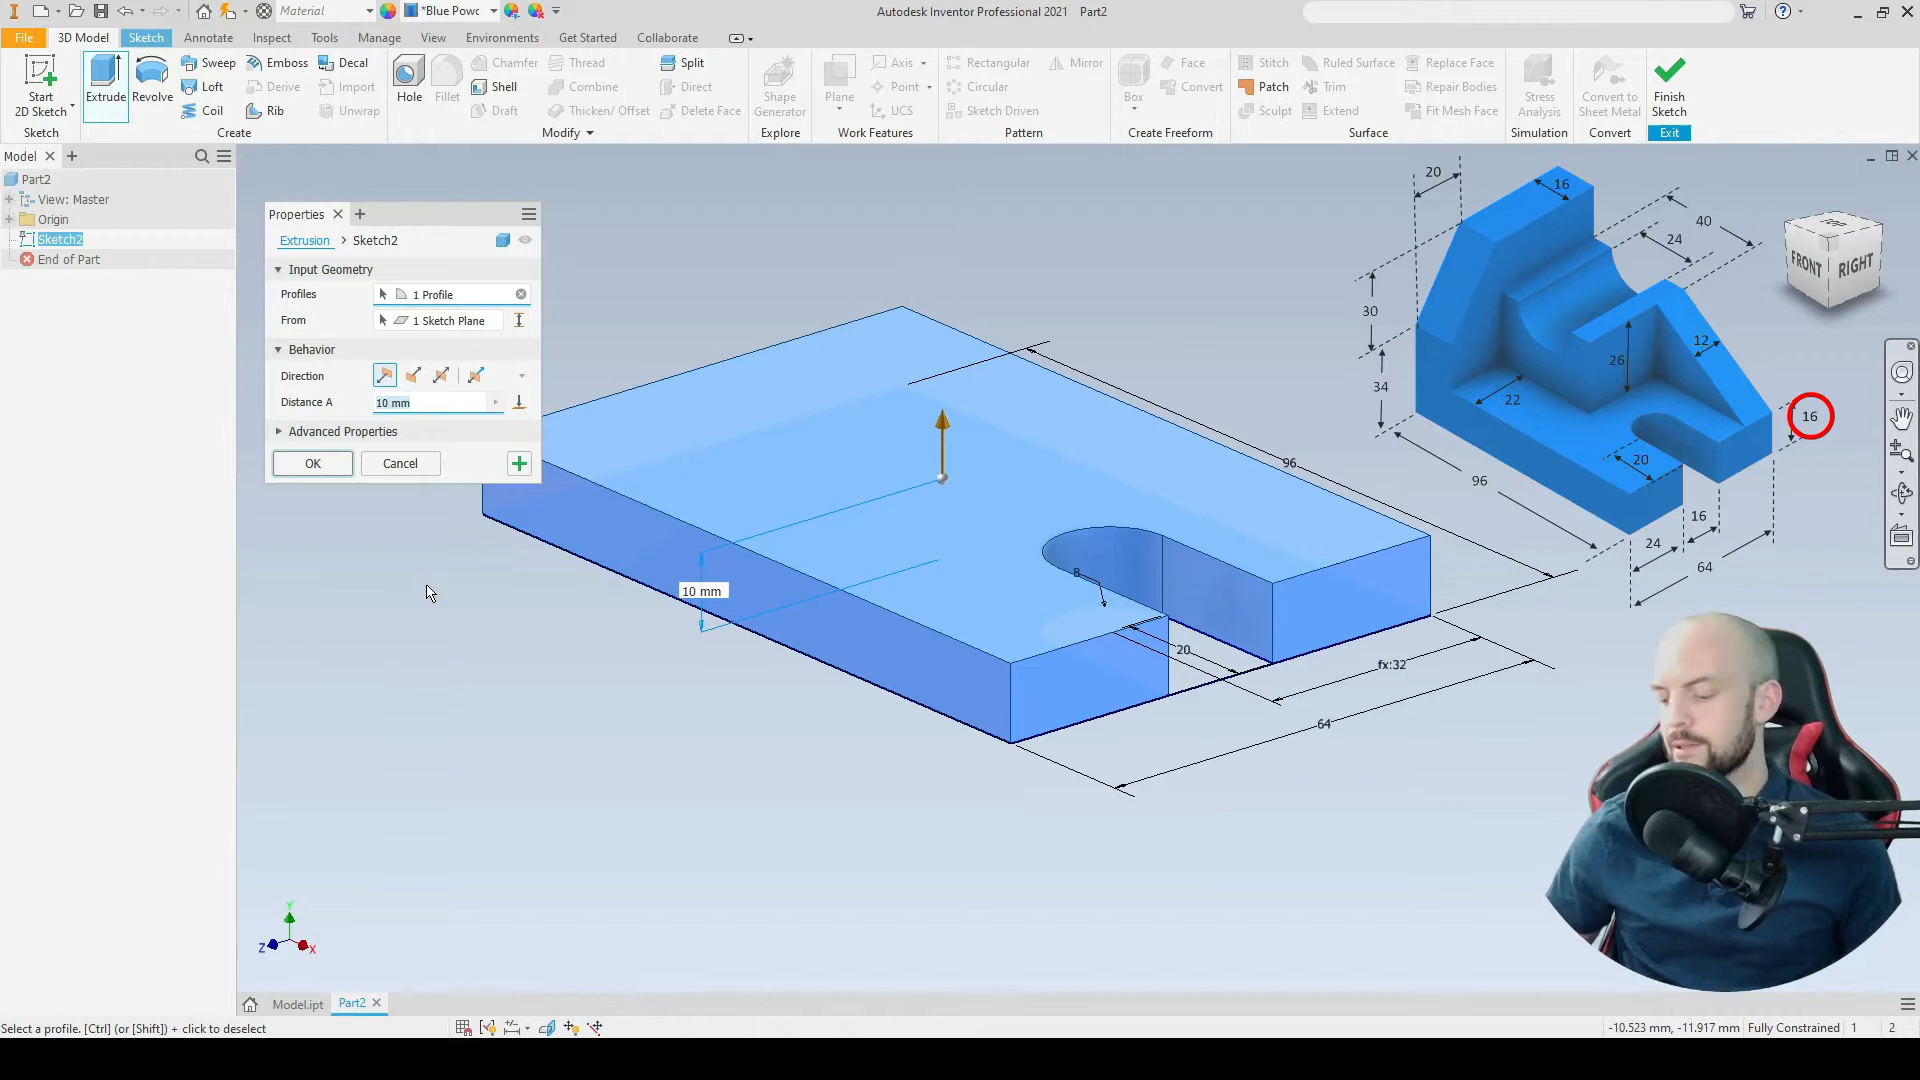 Material
*Blue Powc
Autodesk Inventor Professional 2021 Part2
File
3D Model
Sketch
Annotate
Inspect
Tools
Manage
View
Environments
Get Started
Collaborate
Start
2D Sketch
Extrude
Revolve
Sweep
Loft
Coil
Emboss
Derive
Rib
Decal
Import
Unwrap
Hole
Fillet
Chamfer
Shell
Draft
Thread
Combine
Thicken/ Offset
Split
Direct
Delete Face
Shape
Generator
Plane
Axis
Point
UCS
Rectangular
Circular
Sketch Driven
Mirror
Box
Face
Convert
Stitch
Patch
Sculpt
Ruled Surface
Trim
Extend
Replace Face
Repair Bodies
Fit Mesh Face
Stress
Analysis
Convert to
Sheet Metal
Finish
Sketch
Sketch
Create
Modify
Explore
Work Features
Pattern
Create Freeform
Surface
Simulation
Convert
Exit
Model
Part2
View: Master
Origin
Sketch2
End of Part
Properties
Extrusion > Sketch2
Input Geometry
Profiles
1 Profile
From
1 Sketch Plane
Behavior
Direction
Distance A
10 mm
Advanced Properties
OK
Cancel
96
10 mm
8
20
fx:32
64
20
16
40
24
30
34
26
12
22
16
20
96
16
24
64
TOP
FRONT
RIGHT
Y
Z
X
Model.ipt
Part2
Select a profile. [Ctrl] (or [Shift]) + click to deselect
-10.523 mm, -11.917 mm
Fully Constrained
1
2